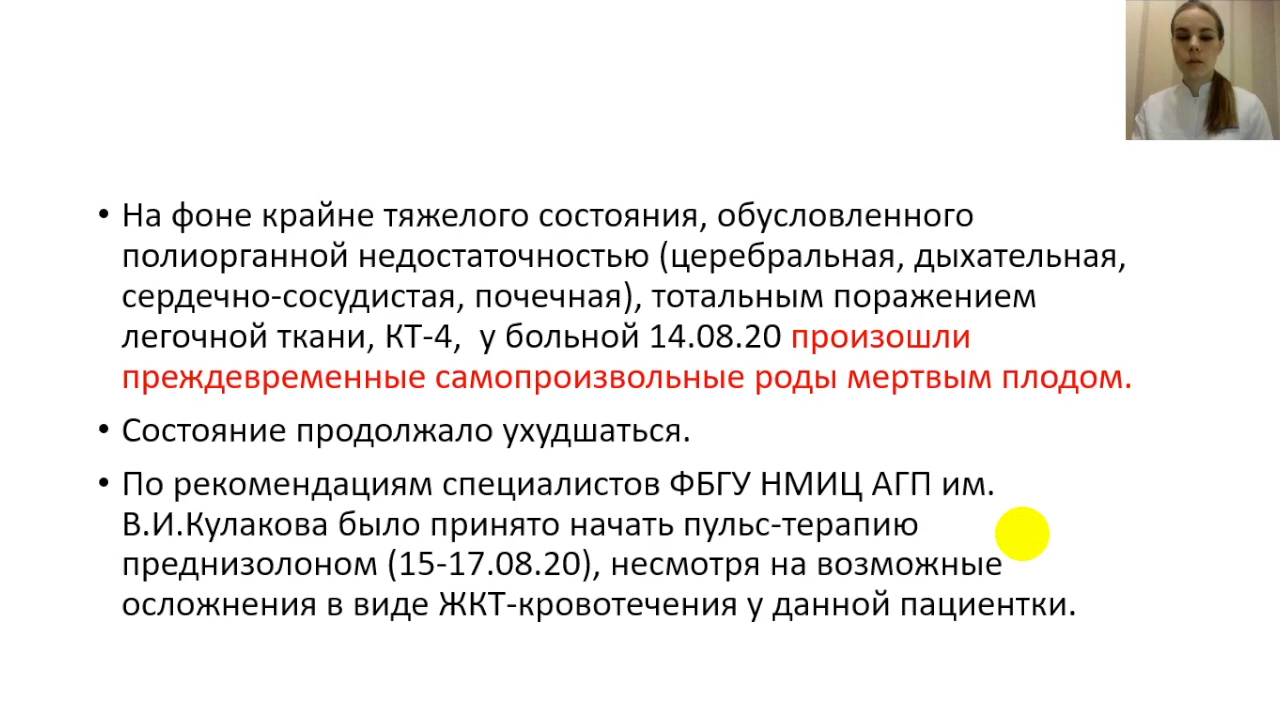 • На фоне крайне тяжелого состояния, обусловленного
полиорганной недостаточностью (церебральная, дыхательная,
сердечно-сосудистая, почечная), тотальным поражением
легочной ткани, КТ-4,  у больной 14.08.20 произошли
преждевременные самопроизвольные роды мертвым плодом.
• Состояние продолжало ухудшаться.
• По рекомендациям специалистов ФБГУ НМИЦ АГП им.
В.И.Кулакова было принято начать пульс-терапию
преднизолоном (15-17.08.20), несмотря на возможные
осложнения в виде ЖКТ-кровотечения у данной пациентки.